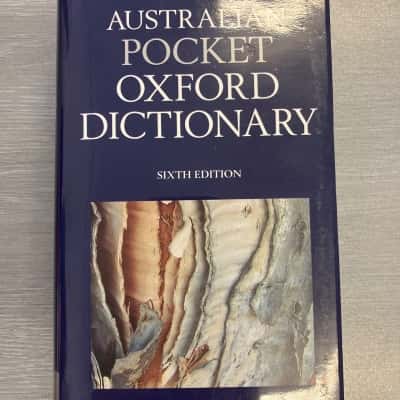 AUSTRALIAN
POCKET
OXFORD
DICTIONARY
SIXTH EDITION